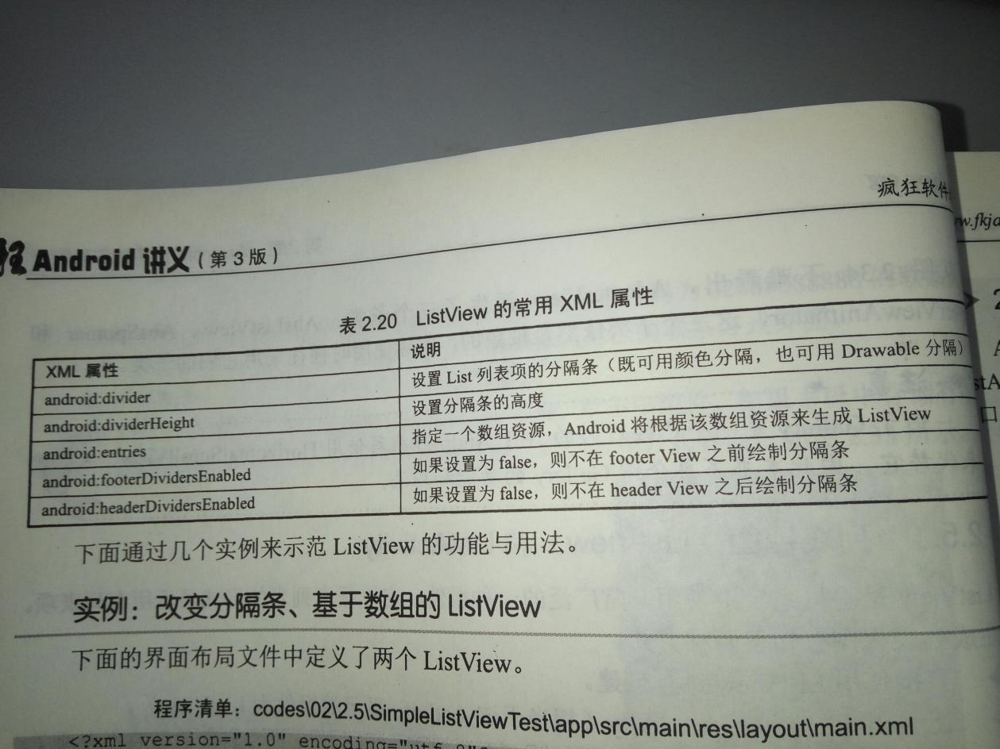 疯狂软件
Android 讲义(第 3 版)
表 2.20 ListView 的常用 XML 属性
XML 属性 说明
android:divider 设置 List 列表项的分隔条(既可用颜色分隔,也可用 Drawable 分隔)
android:dividerHeight 设置分隔条的高度
android:entries 指定一个数组资源,Android 将根据该数组资源来生成 ListView
android:footerDividersEnabled 如果设置为 false,则不在 footer View 之前绘制分隔条
android:headerDividersEnabled 如果设置为 false,则不在 header View 之后绘制分隔条
下面通过几个实例来示范 ListView 的功能与用法。
实例:改变分隔条、基于数组的 ListView
下面的界面布局文件中定义了两个 ListView。
程序清单:codes\02\2.5\SimpleListViewTest\app\src\main\res\layout\main.xml
<?xml version="1.0" encoding="utf-8"?